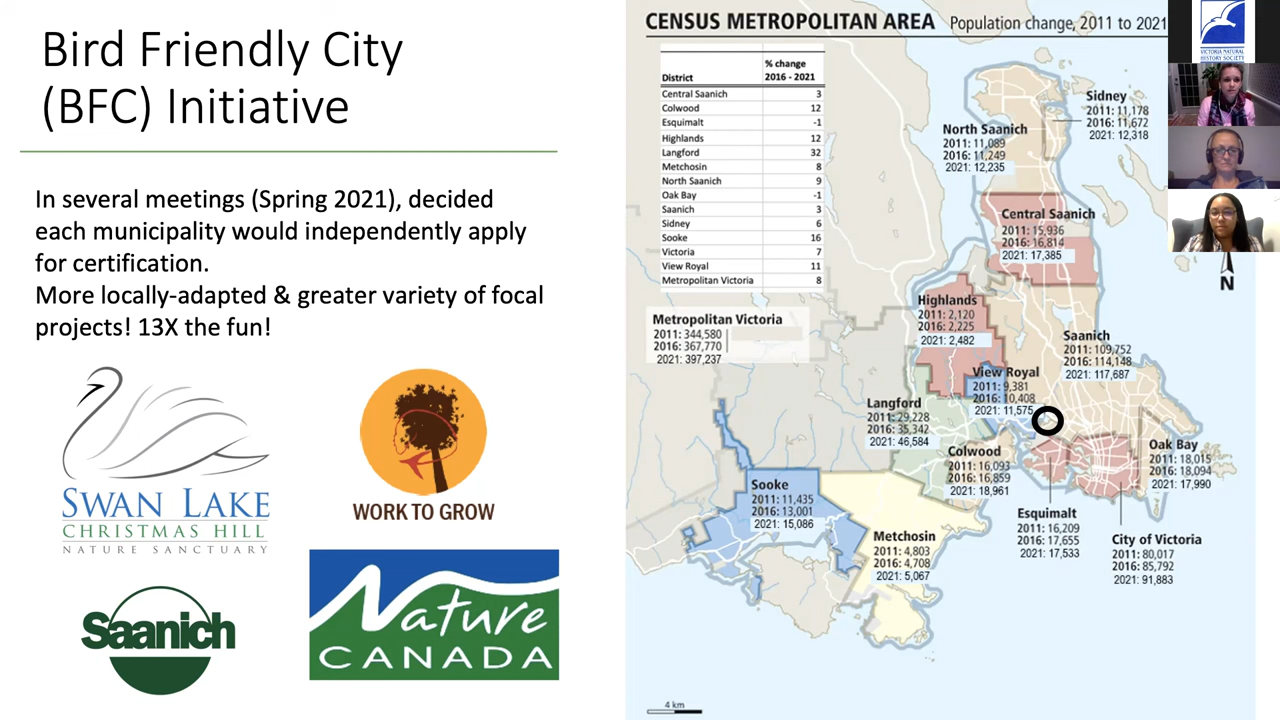 Bird Friendly City
(BFC) Initiative
In several meetings (Spring 2021), decided
each municipality would independently apply
for certification.
More locally-adapted & greater variety of focal
projects! 13X the fun!
SWAN LAKE
CHRISTMAS HILL
NATURE SANCTUARY
WORK TO GROW
Saanich
Nature
CANADA
CENSUS METROPOLITAN AREA Population change, 2011 to 2021
District % change 2016 - 2021
Central Saanich 3
Colwood 12
Esquimalt -1
Highlands 12
Langford 32
Metchosin 8
North Saanich 9
Oak Bay -1
Saanich 3
Sidney 6
Sooke 16
Victoria 7
View Royal 11
Metropolitan Victoria 8
Metropolitan Victoria
2011: 344,580
2016: 367,770
2021: 397,237
Sidney
2011: 11,178
2016: 11,672
2021: 12,318
North Saanich
2011: 11,089
2016: 11,249
2021: 12,235
Central Saanich
2011: 15,936
2016: 16,814
2021: 17,385
Highlands
2011: 2,120
2016: 2,225
2021: 2,482
Saanich
2011: 109,752
2016: 114,148
2021: 117,687
View Royal
2011: 9,381
2016: 10,408
2021: 11,575
Langford
2011: 29,228
2016: 35,342
2021: 46,584
Colwood
2011: 16,093
2016: 16,859
2021: 18,961
Oak Bay
2011: 18,015
2016: 18,094
2021: 17,990
Sooke
2011: 11,435
2016: 13,001
2021: 15,086
Metchosin
2011: 4,803
2016: 4,708
2021: 5,067
Esquimalt
2011: 16,209
2016: 17,655
2021: 17,533
City of Victoria
2011: 80,017
2016: 85,792
2021: 91,883
N
4 km
VICTORIA NATURAL
HISTORY SOCIETY